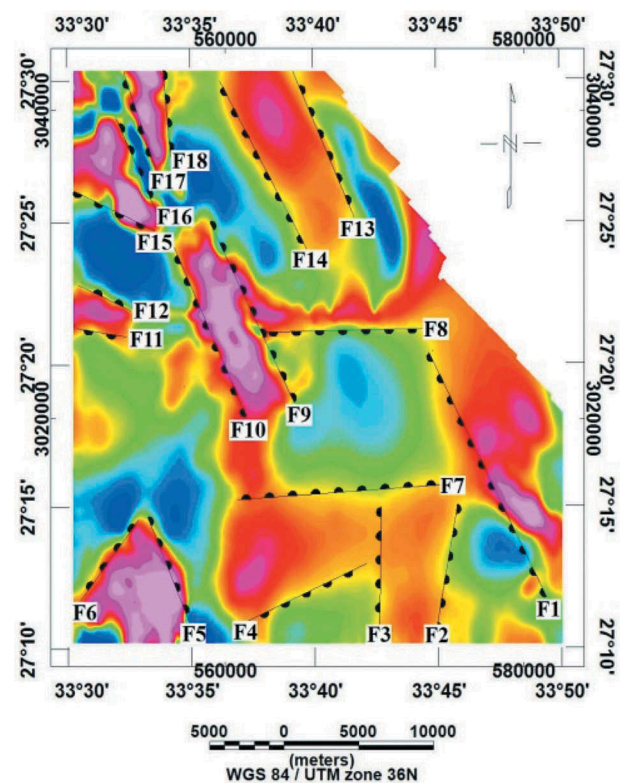 33°30' 33°35' 33°40' 33°45' 33°50'
560000 580000
27°30' 27°30'
3040000 3040000
F18
F17
F16
F13
27°25' 27°25'
F15
F14
F12
F8
F11
27°20' 27°20'
F9
3020000 3020000
F10
F7
27°15' 27°15'
F6 F1
F5 F4 F3 F2
27°10' 27°10'
560000 580000
33°30' 33°35' 33°40' 33°45' 33°50'
5000 0 5000 10000
(meters)
WGS 84 / UTM zone 36N